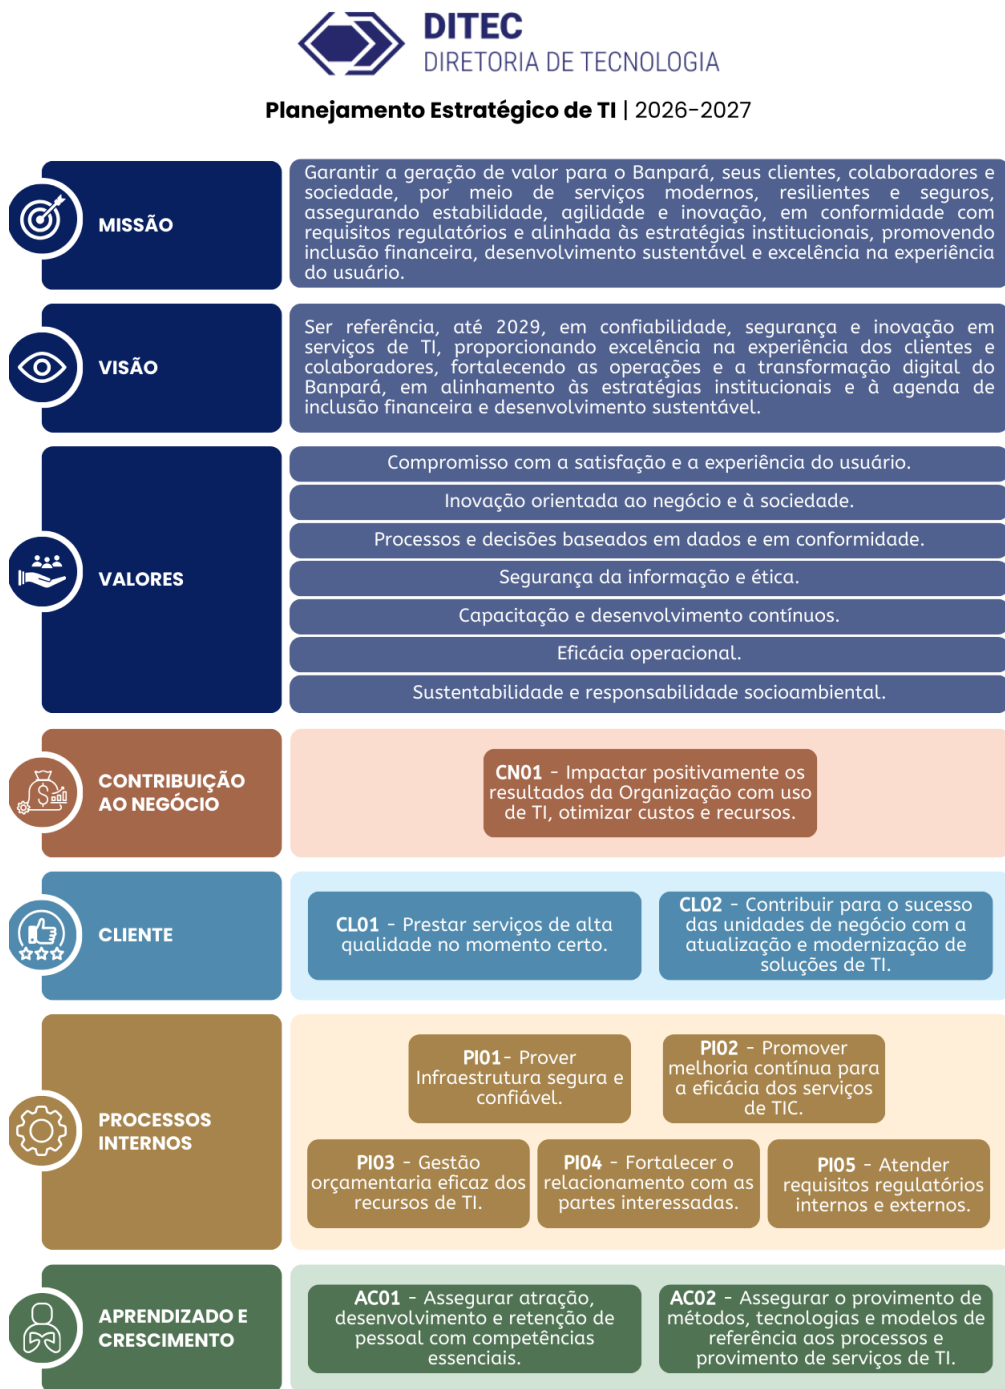 DITEC
DIRETORIA DE TECNOLOGIA
Planejamento Estratégico de TI | 2026-2027
MISSÃO
Garantir a geração de valor para o Banpará, seus clientes, colaboradores e
sociedade, por meio de serviços modernos, resilientes e seguros,
assegurando estabilidade, agilidade e inovação, em conformidade com
requisitos regulatórios e alinhada às estratégias institucionais, promovendo
inclusão financeira, desenvolvimento sustentável e excelência na experiência
do usuário.
VISÃO
Ser referência, até 2029, em confiabilidade, segurança e inovação em
serviços de TI, proporcionando excelência na experiência dos clientes e
colaboradores, fortalecendo as operações e a transformação digital do
Banpará, em alinhamento às estratégias institucionais e à agenda de
inclusão financeira e desenvolvimento sustentável.
VALORES
Compromisso com a satisfação e a experiência do usuário.
Inovação orientada ao negócio e à sociedade.
Processos e decisões baseados em dados e em conformidade.
Segurança da informação e ética.
Capacitação e desenvolvimento contínuos.
Eficácia operacional.
Sustentabilidade e responsabilidade socioambiental.
CONTRIBUIÇÃO
AO NEGÓCIO
CN01 - Impactar positivamente os
resultados da Organização com uso
de TI, otimizar custos e recursos.
CLIENTE
CL01 - Prestar serviços de alta
qualidade no momento certo.
CL02 - Contribuir para o sucesso
das unidades de negócio com a
atualização e modernização de
soluções de TI.
PROCESSOS
INTERNOS
PI01- Prover
Infraestrutura segura e
confiável.
PI02 - Promover
melhoria contínua para
a eficácia dos serviços
de TIC.
PI03 - Gestão
orçamentaria eficaz dos
recursos de TI.
PI04 - Fortalecer o
relacionamento com as
partes interessadas.
PI05 - Atender
requisitos regulatórios
internos e externos.
APRENDIZADO E
CRESCIMENTO
AC01 - Assegurar atração,
desenvolvimento e retenção de
pessoal com competências
essenciais.
AC02 - Assegurar o provimento de
métodos, tecnologias e modelos de
referência aos processos e
provimento de serviços de TI.